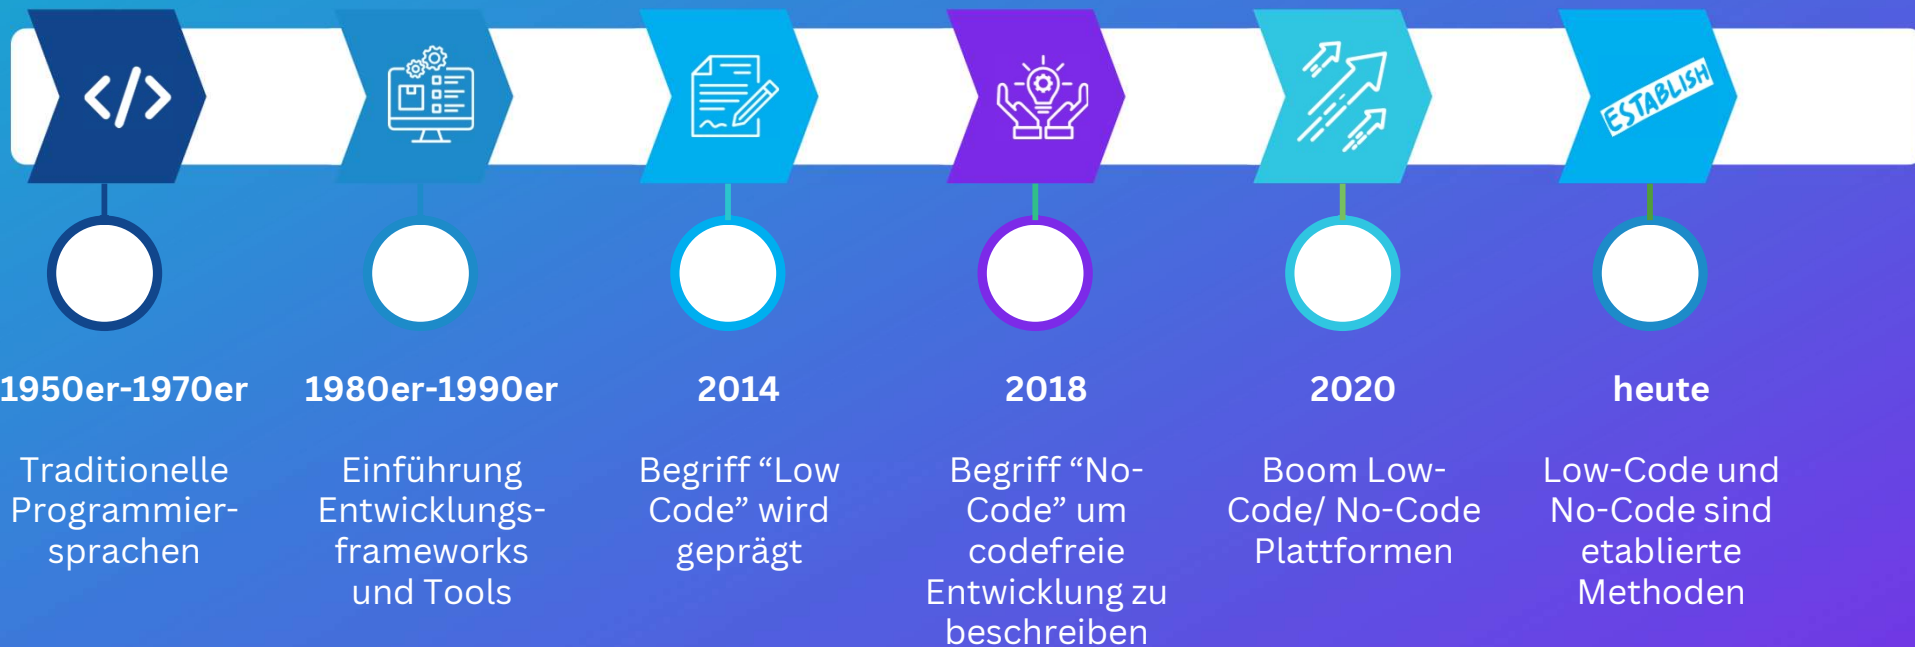 </>
ESTABLISH
1950er-1970er
Traditionelle
Programmier-
sprachen
1980er-1990er
Einführung
Entwicklungs-
frameworks
und Tools
2014
Begriff “Low
Code” wird
geprägt
2018
Begriff “No-
Code” um
codefreie
Entwicklung zu
beschreiben
2020
Boom Low-
Code/ No-Code
Plattformen
heute
Low-Code und
No-Code sind
etablierte
Methoden